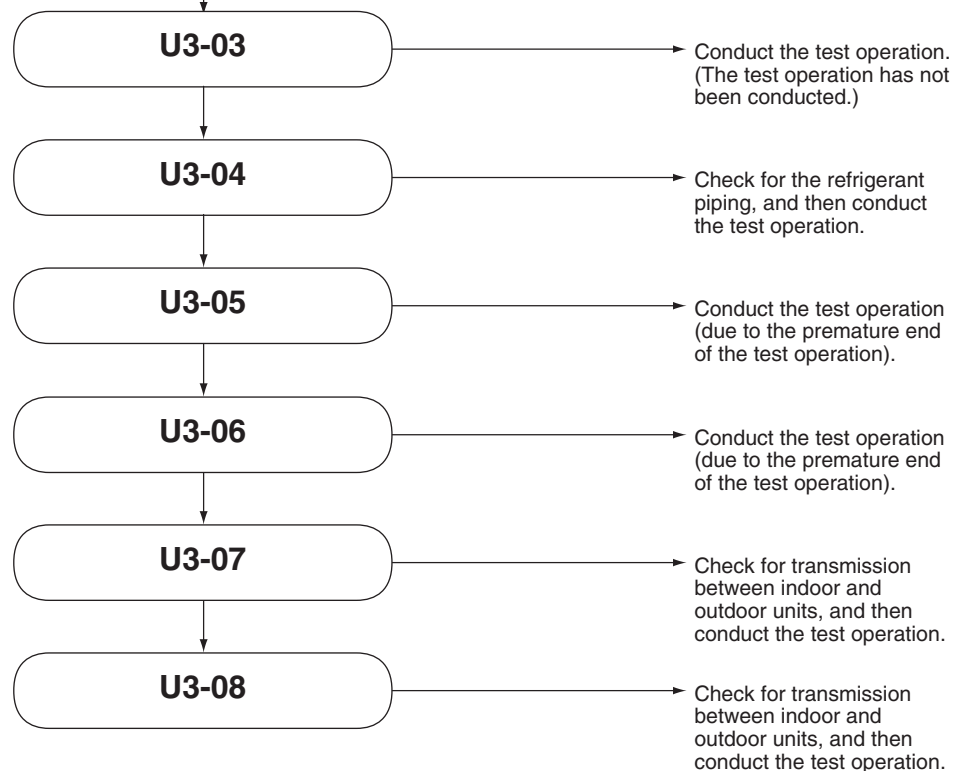 U3-03
Conduct the test operation.
(The test operation has not
been conducted.)
U3-04
Check for the refrigerant
piping, and then conduct
the test operation.
U3-05
Conduct the test operation
(due to the premature end
of the test operation).
U3-06
Conduct the test operation
(due to the premature end
of the test operation).
U3-07
Check for transmission
between indoor and
outdoor units, and then
conduct the test operation.
U3-08
Check for transmission
between indoor and
outdoor units, and then
conduct the test operation.